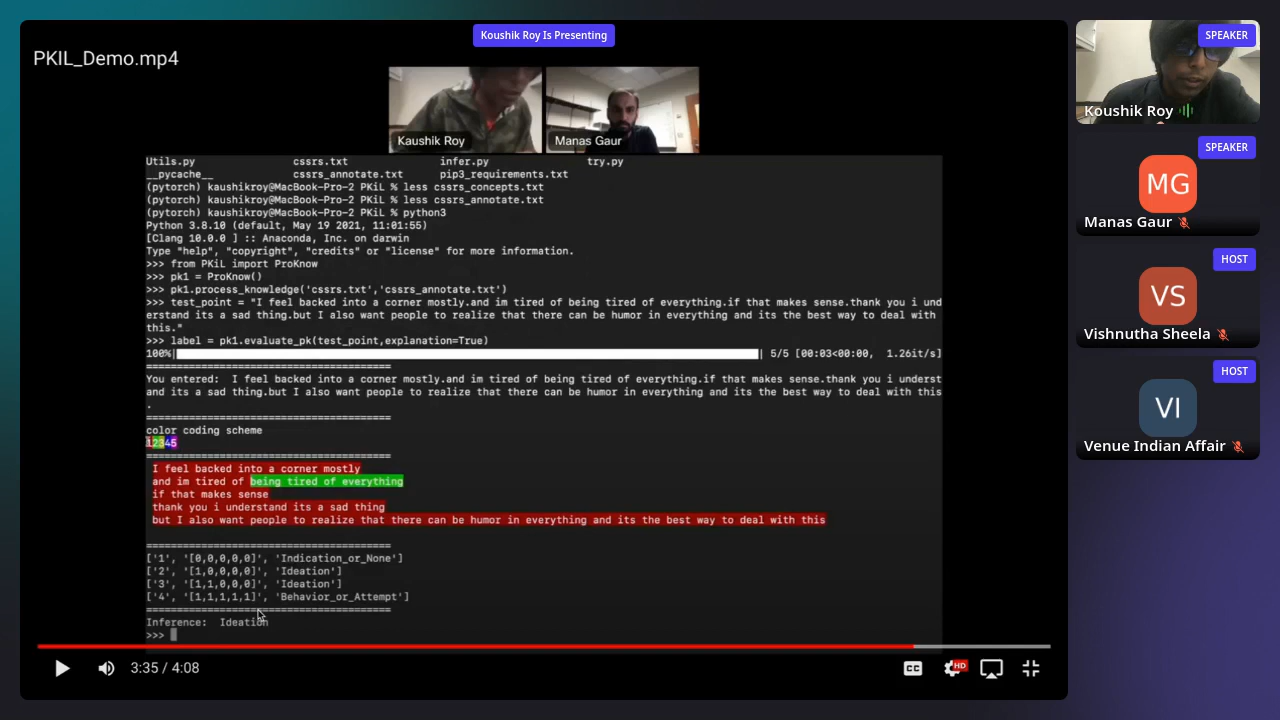 Koushik Roy Is Presenting
PKIL_Demo.mp4
Kaushik Roy
Manas Gaur
Utils.py cssrs.txt infer.py try.py
__pycache__ cssrs_annotate.txt pip3_requirements.txt
(pytorch) kaushikroy@MacBook-Pro-2 PKiL % less cssrs_concepts.txt
(pytorch) kaushikroy@MacBook-Pro-2 PKiL % less cssrs_annotate.txt
(pytorch) kaushikroy@MacBook-Pro-2 PKiL % python3
Python 3.8.10 (default, May 19 2021, 11:01:55)
[Clang 10.0.0 ] :: Anaconda, Inc. on darwin
Type "help", "copyright", "credits" or "license" for more information.
>>> from PKiL import ProKnow
>>> pk1 = ProKnow()
>>> pk1.process_knowledge('cssrs.txt','cssrs_annotate.txt')
>>> test_point = "I feel backed into a corner mostly.and im tired of being tired of everything.if that makes sense.thank you i und
erstand its a sad thing.but I also want people to realize that there can be humor in everything and its the best way to deal with
this."
>>> label = pk1.evaluate_pk(test_point,explanation=True)
100%| | 5/5 [00:03<00:00, 1.26it/s]
========================================
You entered: I feel backed into a corner mostly.and im tired of being tired of everything.if that makes sense.thank you i underst
and its a sad thing.but I also want people to realize that there can be humor in everything and its the best way to deal with this
.
========================================
color coding scheme
12345
========================================
I feel backed into a corner mostly
and im tired of being tired of everything
if that makes sense
thank you i understand its a sad thing
but I also want people to realize that there can be humor in everything and its the best way to deal with this
========================================
['1', '[0,0,0,0,0]', 'Indication_or_None']
['2', '[1,0,0,0,0]', 'Ideation']
['3', '[1,1,0,0,0]', 'Ideation']
['4', '[1,1,1,1,1]', 'Behavior_or_Attempt']
========================================
Inference: Ideation
>>>
3:35 / 4:08
CC
HD
SPEAKER
Koushik Roy
SPEAKER
MG
Manas Gaur
HOST
VS
Vishnutha Sheela
HOST
VI
Venue Indian Affair